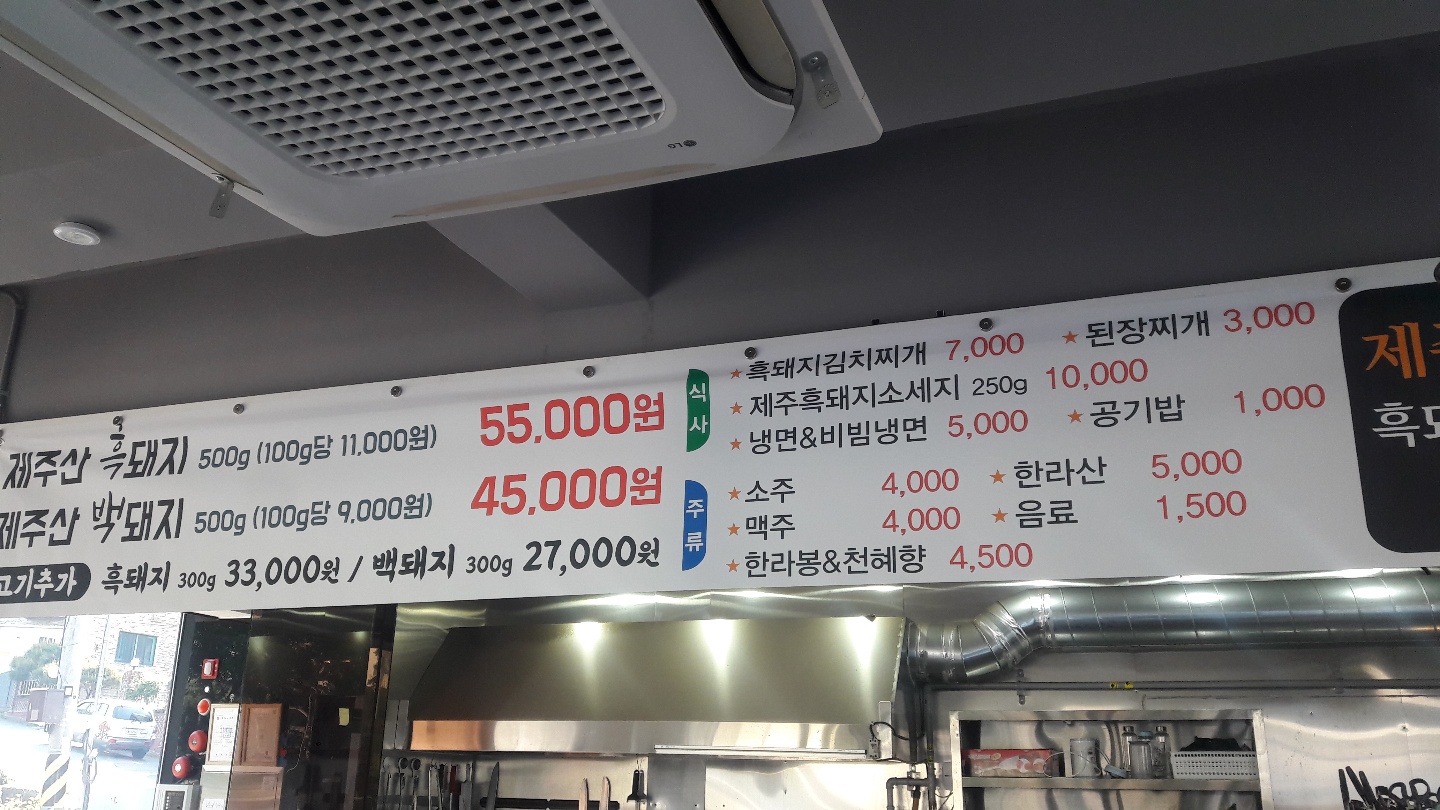 제주산 흑돼지 500g (100g당 11,000원) 55,000원
제주산 백돼지 500g (100g당 9,000원) 45,000원
고기추가 흑돼지 300g 33,000원 / 백돼지 300g 27,000원
식사
★흑돼지김치찌개 7,000 ★된장찌개 3,000
★제주흑돼지소세지 250g 10,000
★냉면&비빔냉면 5,000 ★공기밥 1,000
주류
★소주 4,000 ★한라산 5,000
★맥주 4,000 ★음료 1,500
★한라봉&천혜향 4,500
LG